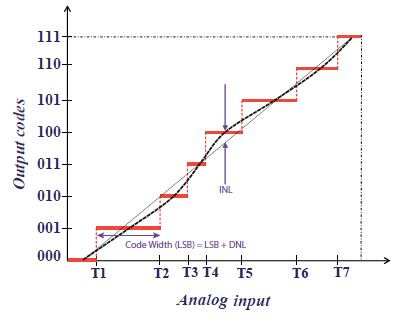 Output codes
111
110
101
100
011
010
001
000
INL
Code Width (LSB) = LSB + DNL
T1 T2 T3 T4 T5 T6 T7
Analog input